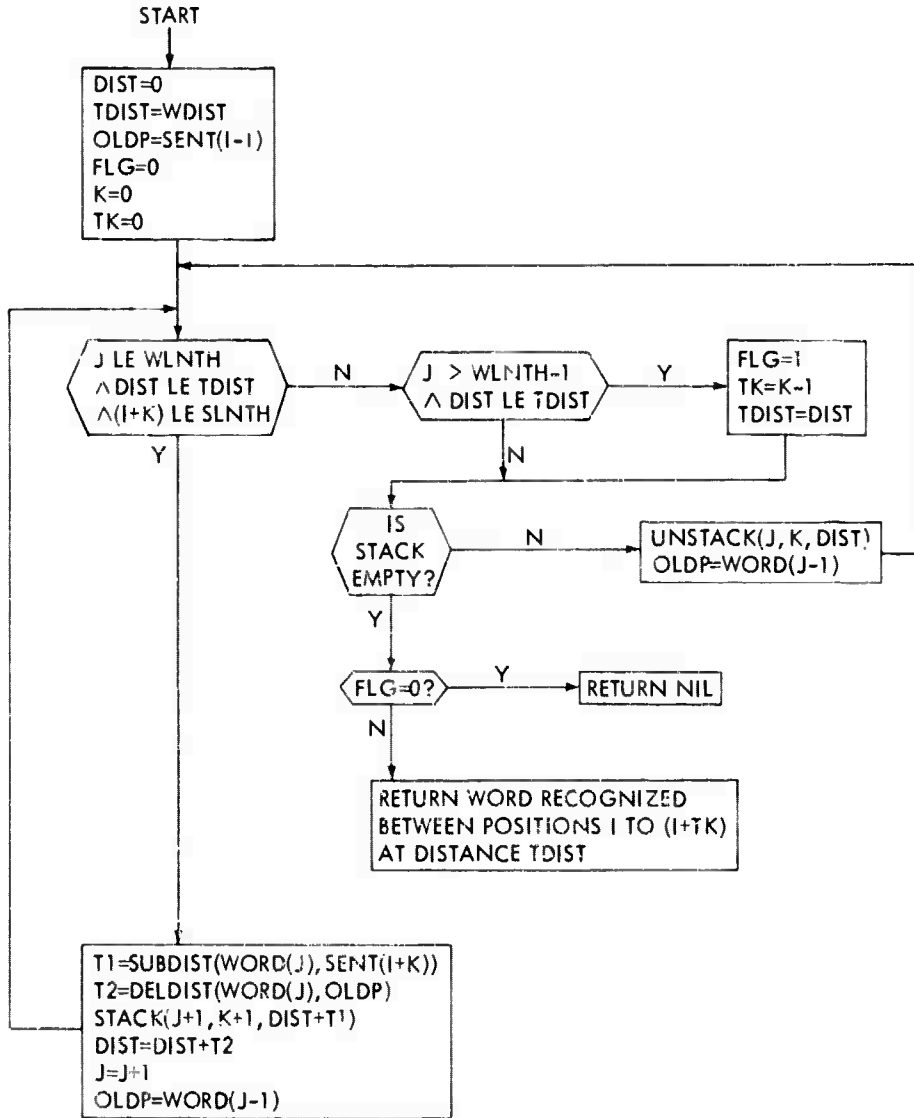 START
DIST=0
TDIST=WDIST
OLDP=SENT(I-1)
FLG=0
K=0
TK=0
J LE WLNTH
∧ DIST LE TDIST
∧(I+K) LE SLNTH
N
Y
J > WLNTH-1
∧ DIST LE TDIST
Y
N
FLG=1
TK=K-1
TDIST=DIST
IS
STACK
EMPTY?
N
Y
UNSTACK(J, K, DIST)
OLDP=WORD(J-1)
FLG=0?
Y
N
RETURN NIL
RETURN WORD RECOGNIZED
BETWEEN POSITIONS I TO (I+TK)
AT DISTANCE TDIST
T1=SUBDIST(WORD(J), SENT(I+K))
T2=DELDIST(WORD(J), OLDP)
STACK(J+1, K+1, DIST+T1)
DIST=DIST+T2
J=J+1
OLDP=WORD(J-1)